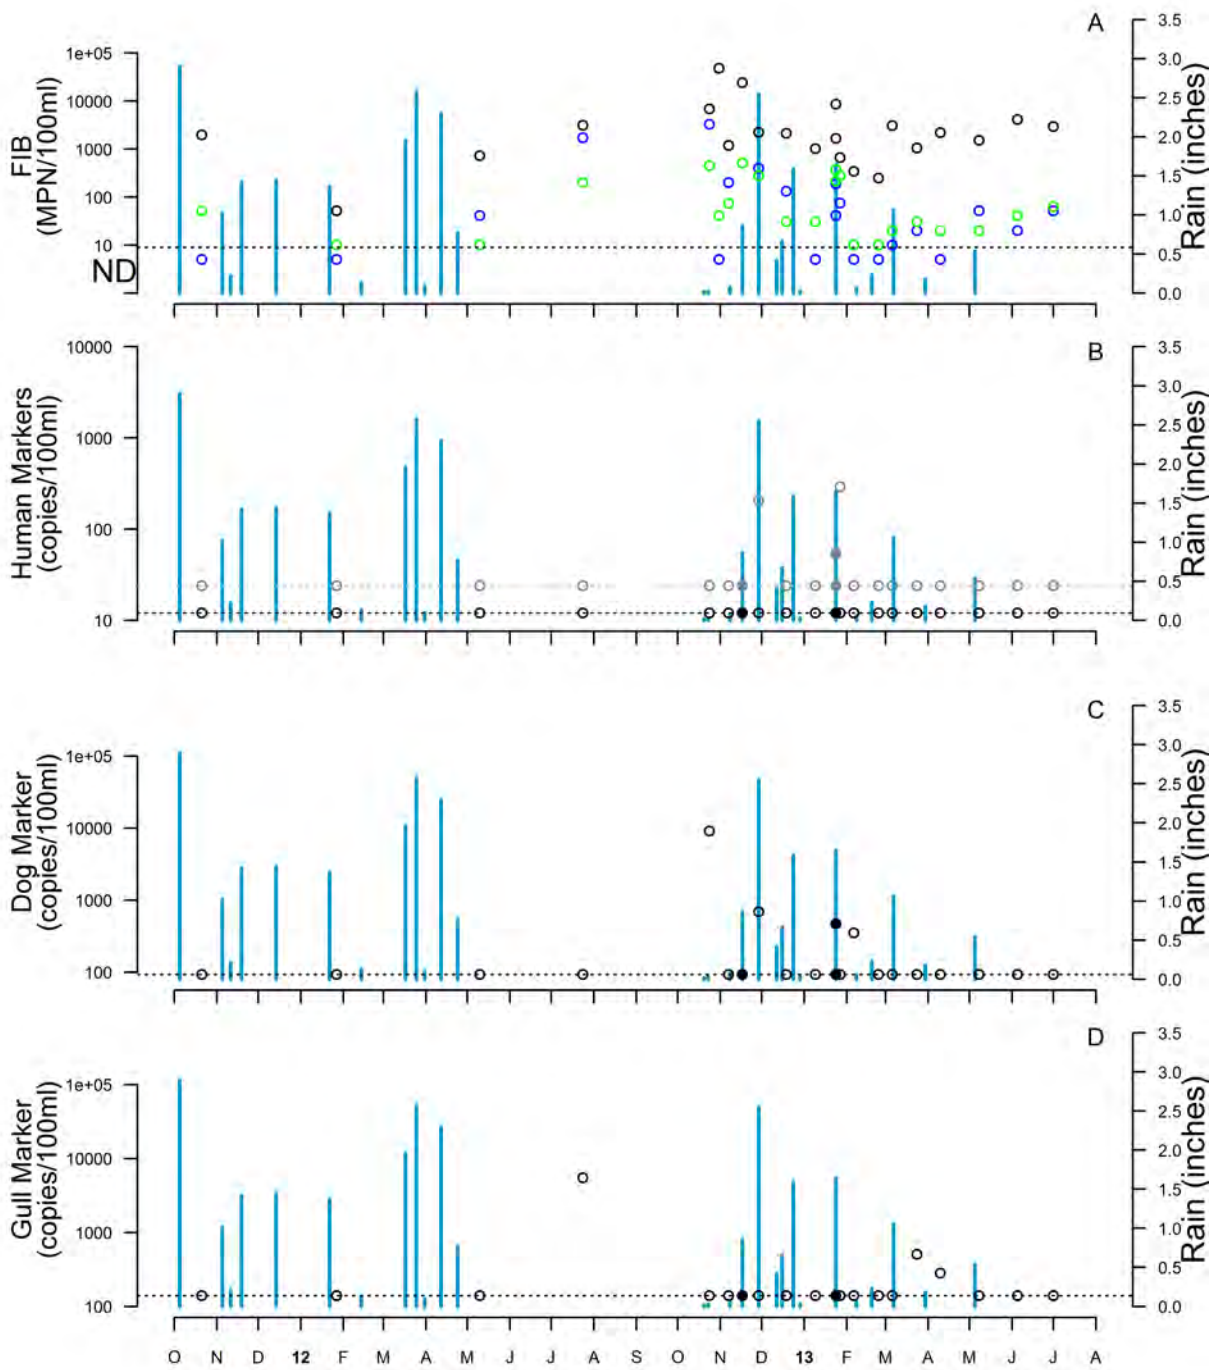 A
FIB
(MPN/100ml)
1e+05
10000
1000
100
10
ND
Rain (inches)
3.5
3.0
2.5
2.0
1.5
1.0
0.5
0.0
B
Human Markers
(copies/100ml)
10000
1000
100
10
Rain (inches)
3.5
3.0
2.5
2.0
1.5
1.0
0.5
0.0
C
Dog Marker
(copies/100ml)
1e+05
10000
1000
100
Rain (inches)
3.5
3.0
2.5
2.0
1.5
1.0
0.5
0.0
D
Gull Marker
(copies/100ml)
1e+05
10000
1000
100
Rain (inches)
3.5
3.0
2.5
2.0
1.5
1.0
0.5
0.0
O N D 12 F M A M J J A S O N D 13 F M A M J J A